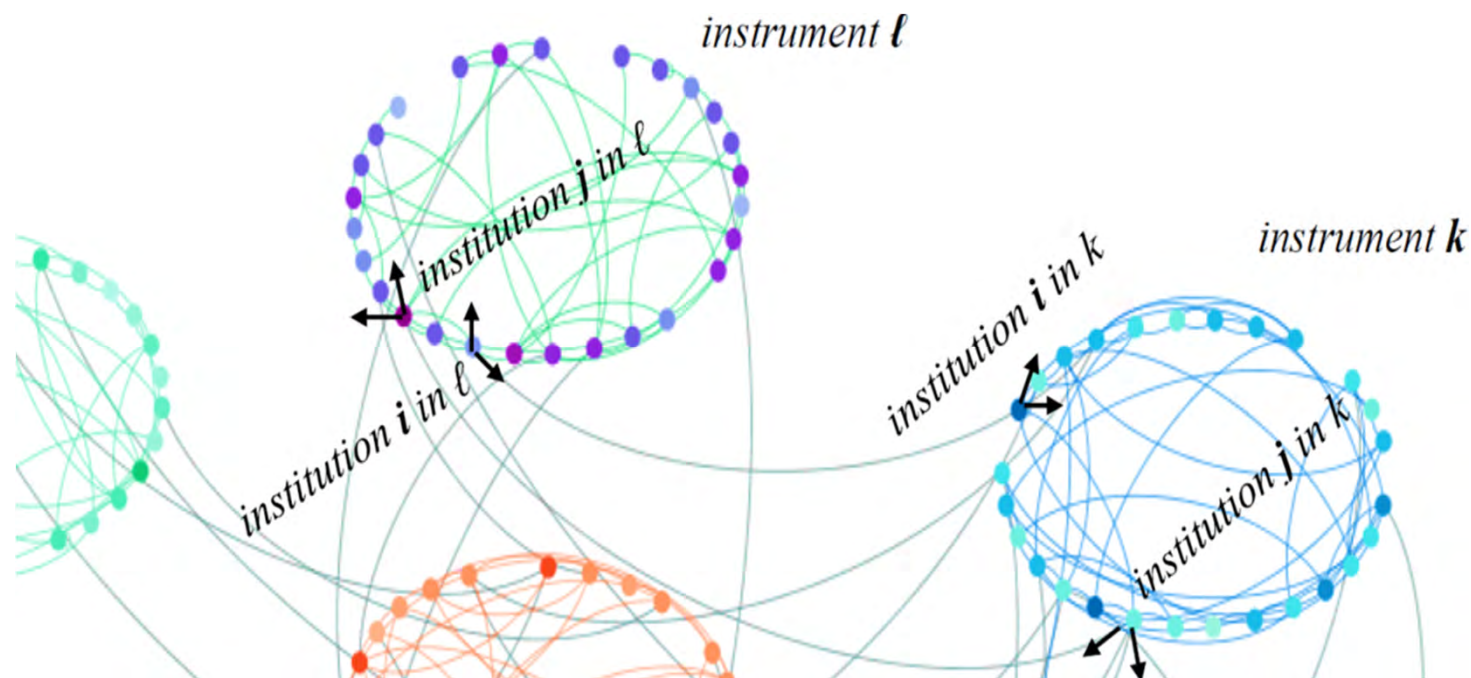 instrument ℓ
institution j in ℓ
instrument k
institution i in k
institution i in ℓ
institution j in k